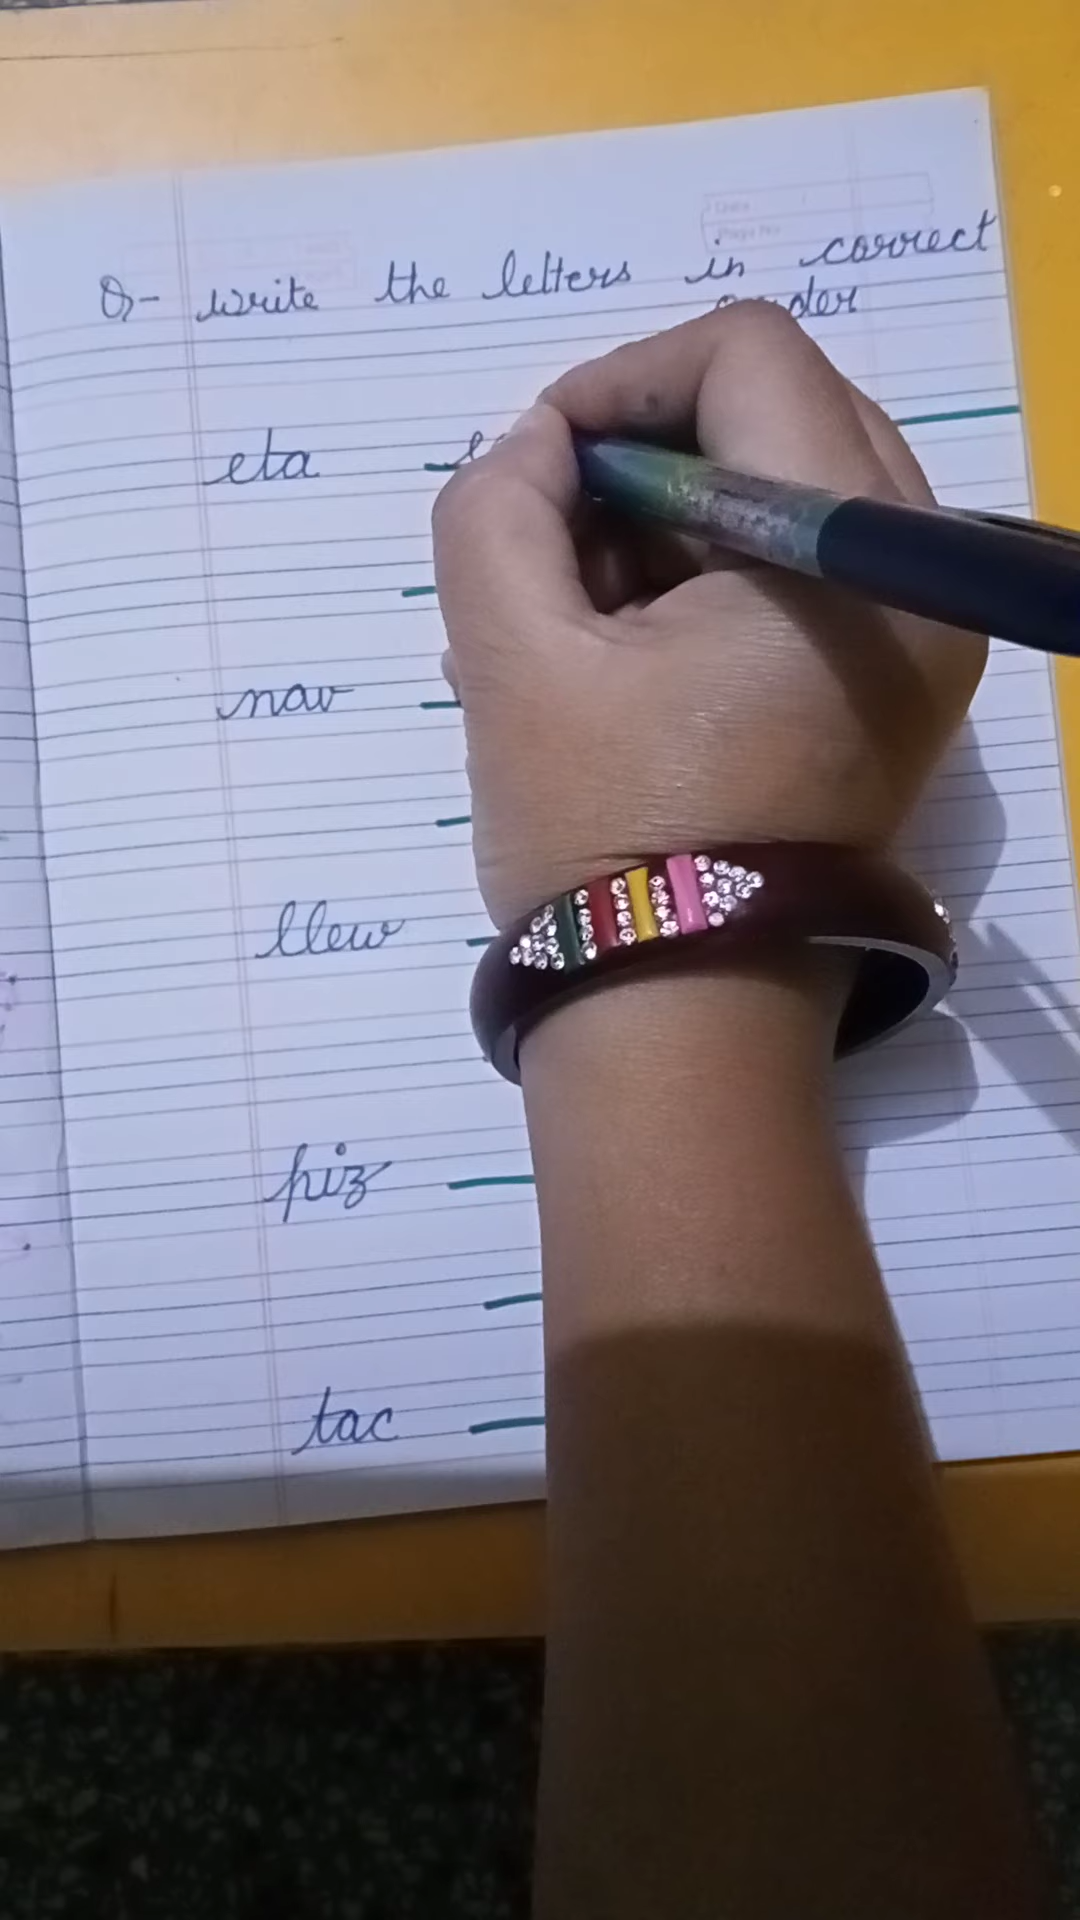 Q- write the letters in correct
order
eta
nav
llew
piz
tac